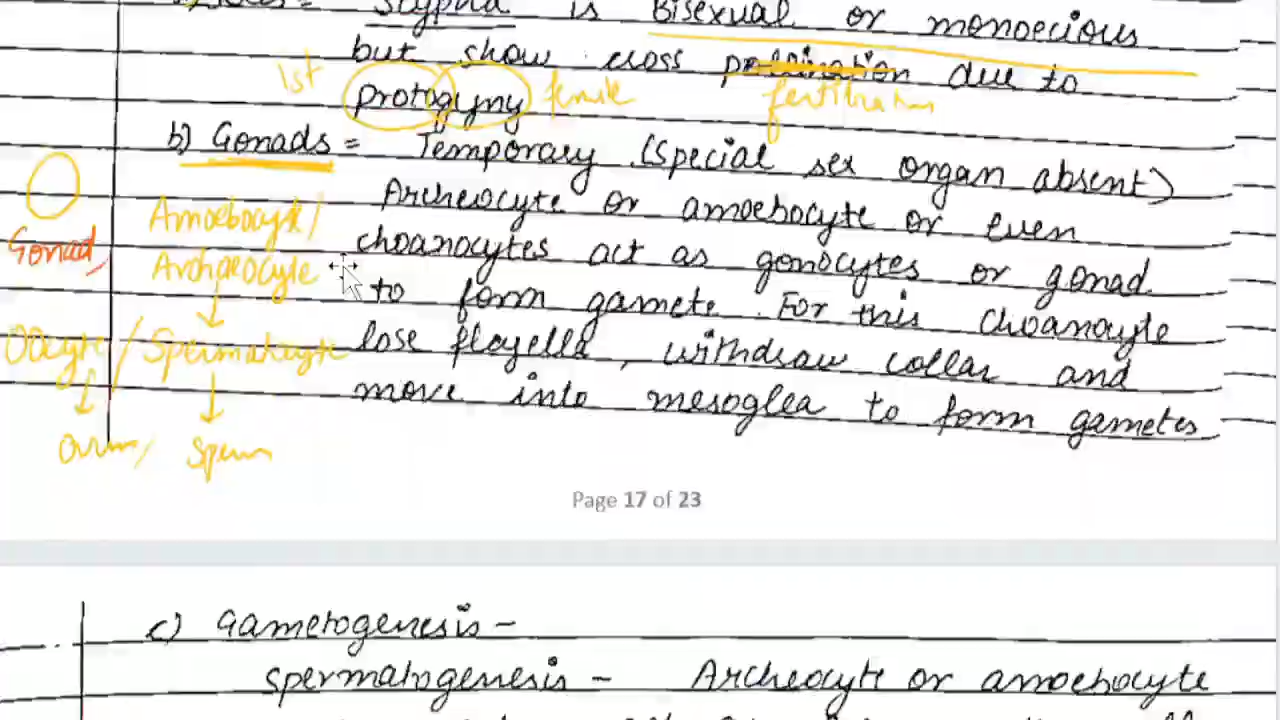 Scypha is Bisexual or monoecious
but show cross pollination due to
1st protogyny female fertilization
b) Gonads = Temporary (Special sex organ absent)
Archeocyte or amoebocyte or even
choanocytes act as gonocytes or gonad
to form gamete. For this choanocyte
lose flagella, withdraw collar and
move into mesoglea to form gametes
Gonad
Amoebocyte/
Archaeocyte
Oocyte / Spermatocyte
ovum/ sperm
Page 17 of 23
c) Gametogenesis -
spermatogenesis - Archeocyte or amoebocyte